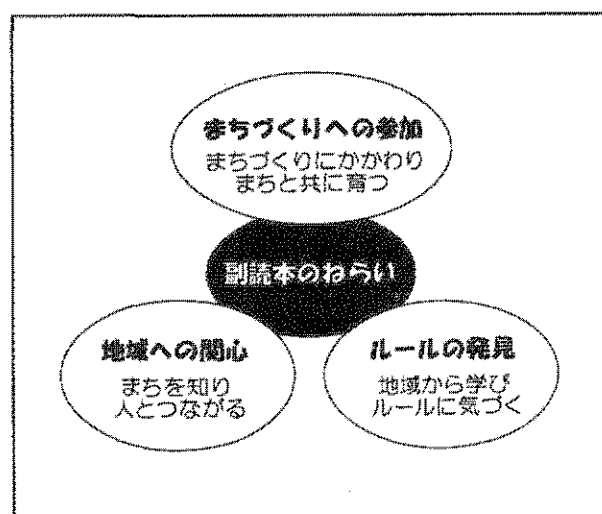 まちづくりへの参加
まちづくりにかかわり
まちと共に育つ
副読本のねらい
地域への関心
まちを知り
人とつながる
ルールの発見
地域から学び
ルールに気づく